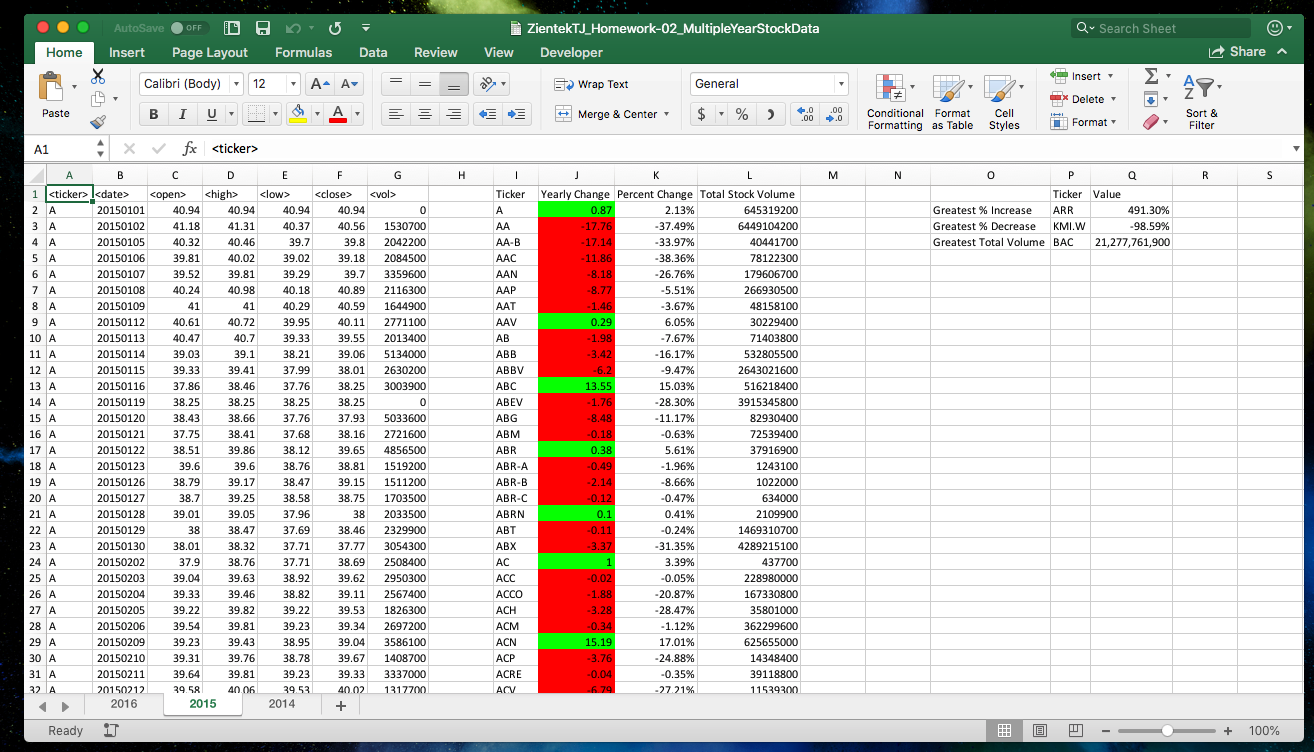 AutoSave OFF ZientekTJ_Homework-02_MultipleYearStockData Search Sheet
Home Insert Page Layout Formulas Data Review View Developer Share
Calibri (Body) 12 A A Wrap Text General Insert
Paste B I U A Merge & Center $ % Conditional Formatting Format as Table Cell Styles Delete Format Sort & Filter
A1 fx <ticker>
A B C D E F G H I J K L M N O P Q R S
1 <ticker> <date> <open> <high> <low> <close> <vol> Ticker Yearly Change Percent Change Total Stock Volume Ticker Value
2 A 20150101 40.94 40.94 40.94 40.94 0 A 0.87 2.13% 645319200 Greatest % Increase ARR 491.30%
3 A 20150102 41.18 41.31 40.37 40.56 1530700 AA -17.76 -37.49% 6449104200 Greatest % Decrease KMI.W -98.59%
4 A 20150105 40.32 40.46 39.7 39.8 2042200 AA-B -17.14 -33.97% 40441700 Greatest Total Volume BAC 21,277,761,900
5 A 20150106 39.81 40.02 39.02 39.18 2084500 AAC -11.86 -38.36% 78122300
6 A 20150107 39.52 39.81 39.29 39.7 3359600 AAN -8.18 -26.76% 179606700
7 A 20150108 40.24 40.98 40.18 40.89 2116300 AAP -8.77 -5.51% 266930500
8 A 20150109 41 41 40.29 40.59 1644900 AAT -1.46 -3.67% 48158100
9 A 20150112 40.61 40.72 39.95 40.11 2771100 AAV 0.29 6.05% 30229400
10 A 20150113 40.47 40.7 39.33 39.55 2013400 AB -1.98 -7.67% 71403800
11 A 20150114 39.03 39.1 38.21 39.06 5134000 ABB -3.42 -16.17% 532805500
12 A 20150115 39.33 39.41 37.99 38.01 2630200 ABBV -6.2 -9.47% 2643021600
13 A 20150116 37.86 38.46 37.76 38.25 3003900 ABC 13.55 15.03% 516218400
14 A 20150119 38.25 38.25 38.25 38.25 0 ABEV -1.76 -28.30% 3915345800
15 A 20150120 38.43 38.66 37.76 37.93 5033600 ABG -8.48 -11.17% 82930400
16 A 20150121 37.75 38.41 37.68 38.16 2721600 ABM -0.18 -0.63% 72539400
17 A 20150122 38.51 39.86 38.12 39.65 4856500 ABR 0.38 5.61% 37916900
18 A 20150123 39.6 39.6 38.76 38.81 1519200 ABR-A -0.49 -1.96% 1243100
19 A 20150126 38.79 39.17 38.47 39.15 1511200 ABR-B -2.14 -8.66% 1022000
20 A 20150127 38.7 39.25 38.58 38.75 1703500 ABR-C -0.12 -0.47% 634000
21 A 20150128 39.01 39.05 37.96 38 2033500 ABRN 0.1 0.41% 2109900
22 A 20150129 38 38.47 37.69 38.46 2329900 ABT -0.11 -0.24% 1469310700
23 A 20150130 38.01 38.32 37.71 37.77 3054300 ABX -3.37 -31.35% 4289215100
24 A 20150202 37.9 38.76 37.71 38.69 2508400 AC 1 3.39% 437700
25 A 20150203 39.04 39.63 38.92 39.62 2950300 ACC -0.02 -0.05% 228980000
26 A 20150204 39.33 39.46 38.82 39.11 2567400 ACCO -1.88 -20.87% 167330800
27 A 20150205 39.22 39.82 39.22 39.53 1826300 ACH -3.28 -28.47% 35801000
28 A 20150206 39.54 39.81 39.23 39.34 2697200 ACM -0.34 -1.12% 362299600
29 A 20150209 39.23 39.43 38.95 39.04 3586100 ACN 15.19 17.01% 625655000
30 A 20150210 39.31 39.76 38.78 39.67 1408700 ACP -3.76 -24.88% 14348400
31 A 20150211 39.64 39.81 39.23 39.33 3337000 ACRE -0.04 -0.35% 39118800
32 A 20150212 39.58 40.06 39.53 40.02 1317700 ACV -6.79 -27.21% 11539300
2016 2015 2014 +
Ready 100%